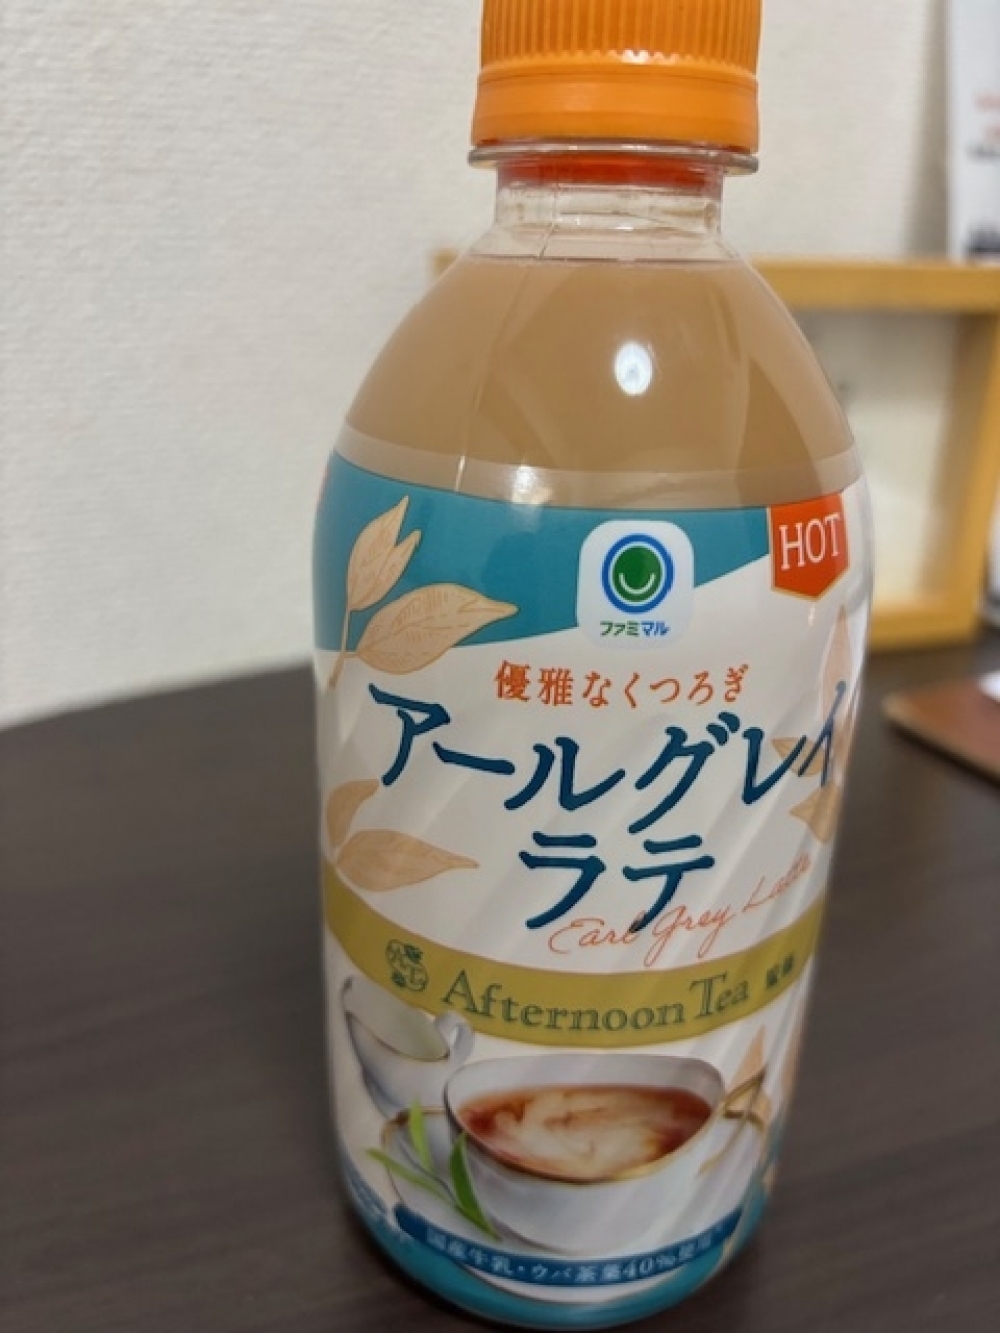 HOT
ファミマル
優雅なくつろぎ
アールグレイ
ラテ
Earl Grey Latte
Afternoon Tea 監修
国産牛乳・ウバ茶葉40%使用